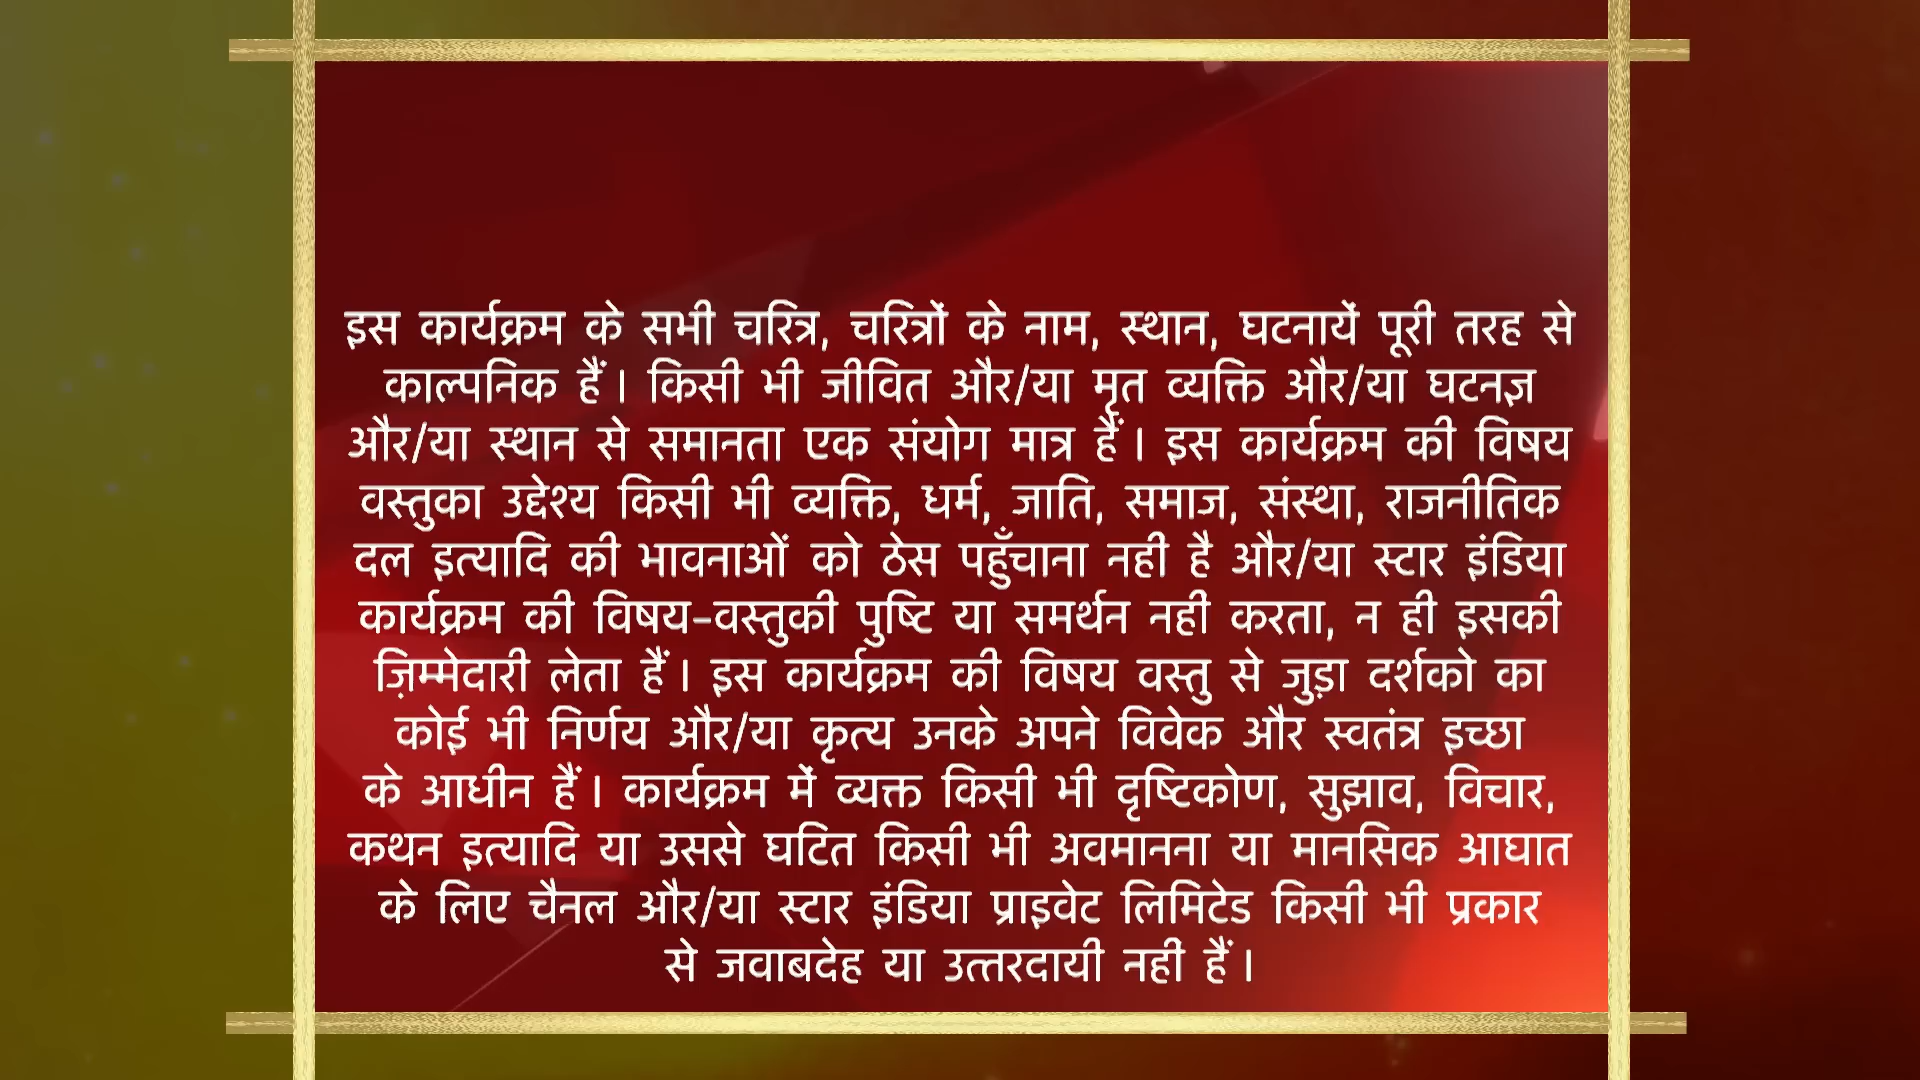 इस कार्यक्रम के सभी चरित्र, चरित्रों के नाम, स्थान, घटनायें पूरी तरह से
काल्पनिक हैं। किसी भी जीवित और/या मृत व्यक्ति और/या घटनज्ञ
और/या स्थान से समानता एक संयोग मात्र हैं। इस कार्यक्रम की विषय
वस्तुका उद्देश्य किसी भी व्यक्ति, धर्म, जाति, समाज, संस्था, राजनीतिक
दल इत्यादि की भावनाओं को ठेस पहुँचाना नही है और/या स्टार इंडिया
कार्यक्रम की विषय-वस्तुकी पुष्टि या समर्थन नही करता, न ही इसकी
ज़िम्मेदारी लेता हैं। इस कार्यक्रम की विषय वस्तु से जुड़ा दर्शको का
कोई भी निर्णय और/या कृत्य उनके अपने विवेक और स्वतंत्र इच्छा
के आधीन हैं। कार्यक्रम में व्यक्त किसी भी दृष्टिकोण, सुझाव, विचार,
कथन इत्यादि या उससे घटित किसी भी अवमानना या मानसिक आघात
के लिए चैनल और/या स्टार इंडिया प्राइवेट लिमिटेड किसी भी प्रकार
से जवाबदेह या उत्तरदायी नही हैं।